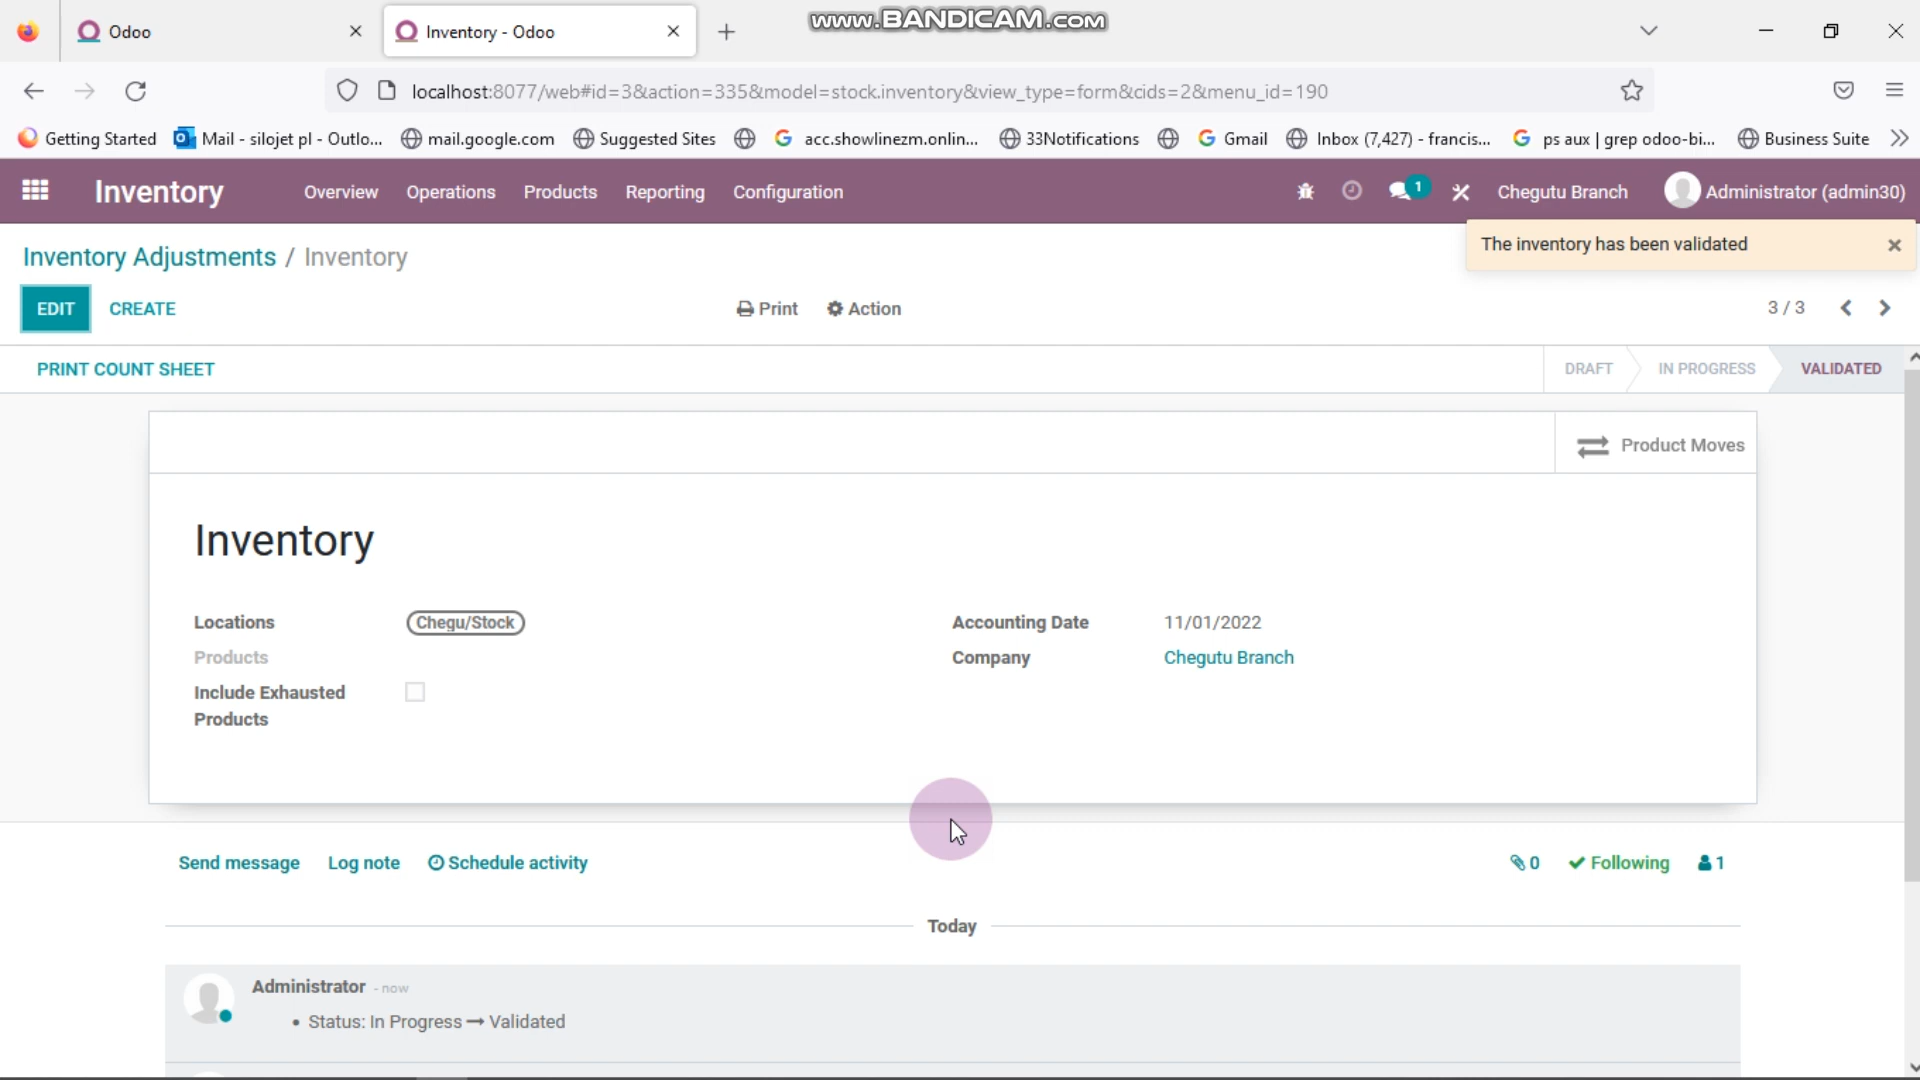 Odoo
Inventory - Odoo
www.BANDICAM.com
localhost:8077/web#id=3&action=335&model=stock.inventory&view_type=form&cids=2&menu_id=190
Getting Started
Mail - silojet pl - Outlo...
mail.google.com
Suggested Sites
acc.showlinezm.onlin...
33Notifications
Gmail
Inbox (7,427) - francis...
ps aux | grep odoo-bi...
Business Suite
Inventory
Overview
Operations
Products
Reporting
Configuration
1
Chegutu Branch
Administrator (admin30)
The inventory has been validated
Inventory Adjustments / Inventory
EDIT
CREATE
Print
Action
3 / 3
PRINT COUNT SHEET
DRAFT
IN PROGRESS
VALIDATED
Product Moves
Inventory
Locations
Chegu/Stock
Accounting Date
11/01/2022
Products
Company
Chegutu Branch
Include Exhausted
Products
Send message
Log note
Schedule activity
0
Following
1
Today
Administrator - now
• Status: In Progress → Validated